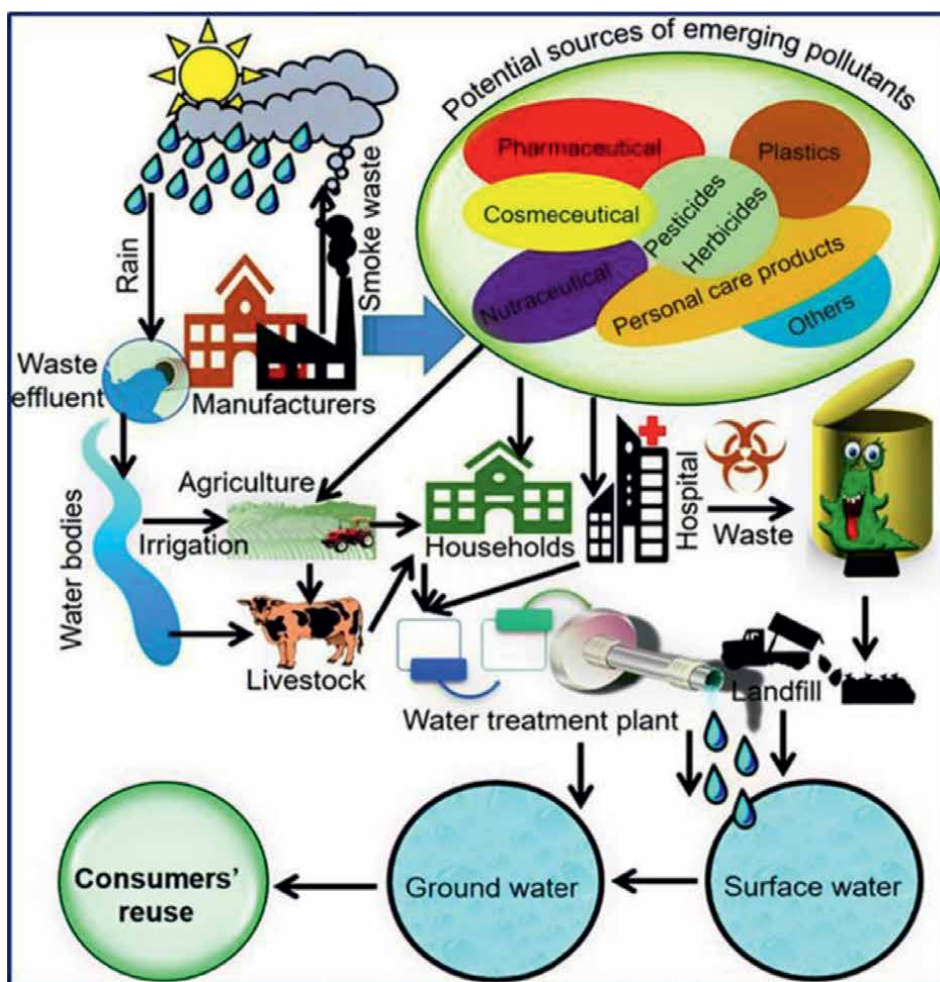 Potential sources of emerging pollutants
Pharmaceutical
Plastics
Cosmeceutical
Pesticides
Herbicides
Nutraceutical
Personal care products
Others
Rain
Smoke waste
Waste
effluent
Manufacturers
Agriculture
Irrigation
Households
Hospital
Waste
Water bodies
Livestock
Landfill
Water treatment plant
Consumers'
reuse
Ground water
Surface water